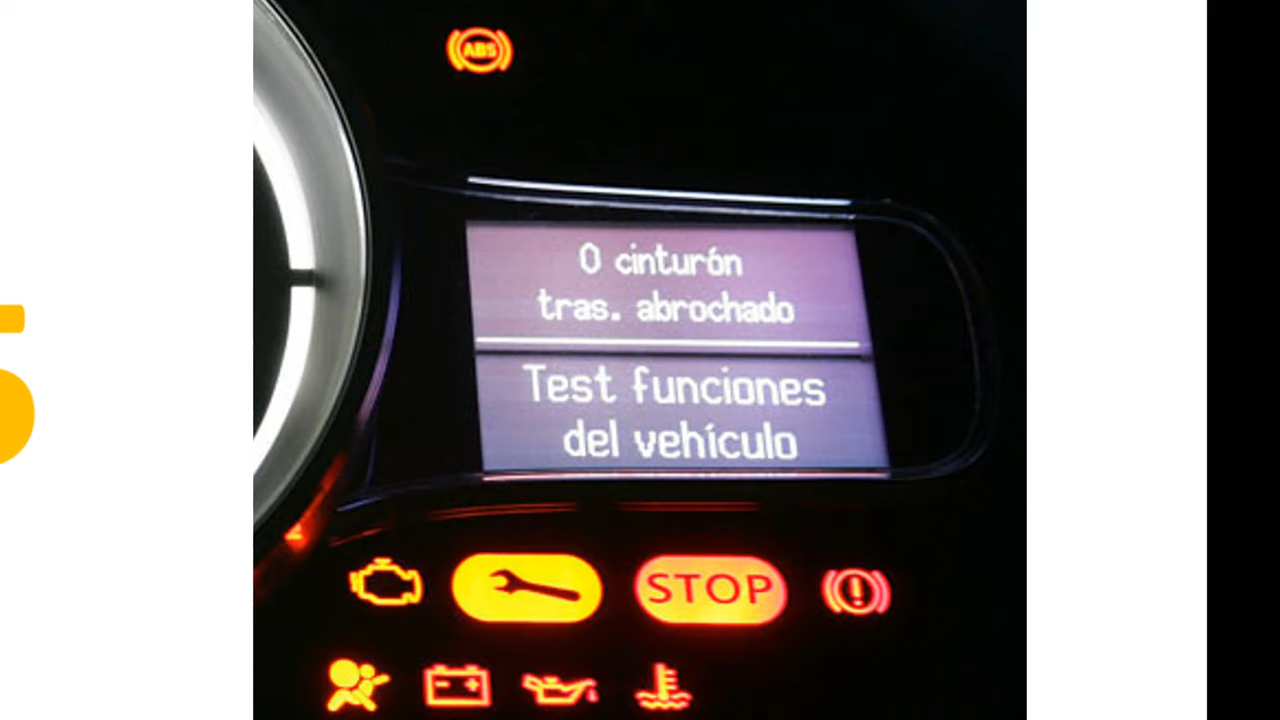 ABS
0 cinturón
tras. abrochado
Test funciones
del vehículo
STOP